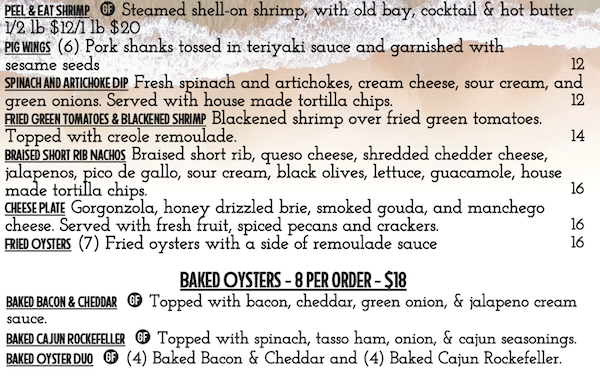 PEEL & EAT SHRIMP GF Steamed shell-on shrimp, with old bay, cocktail & hot butter
1/2 lb $12/1 lb $20
PIG WINGS (6) Pork shanks tossed in teriyaki sauce and garnished with
sesame seeds 12
SPINACH AND ARTICHOKE DIP Fresh spinach and artichokes, cream cheese, sour cream, and
green onions. Served with house made tortilla chips. 12
FRIED GREEN TOMATOES & BLACKENED SHRIMP Blackened shrimp over fried green tomatoes.
Topped with creole remoulade. 14
BRAISED SHORT RIB NACHOS Braised short rib, queso cheese, shredded chedder cheese,
jalapenos, pico de gallo, sour cream, black olives, lettuce, guacamole, house
made tortilla chips. 16
CHEESE PLATE Gorgonzola, honey drizzled brie, smoked gouda, and manchego
cheese. Served with fresh fruit, spiced pecans and crackers. 16
FRIED OYSTERS (7) Fried oysters with a side of remoulade sauce 16
BAKED OYSTERS - 8 PER ORDER - $18
BAKED BACON & CHEDDAR GF Topped with bacon, cheddar, green onion, & jalapeno cream
sauce.
BAKED CAJUN ROCKEFELLER GF Topped with spinach, tasso ham, onion, & cajun seasonings.
BAKED OYSTER DUO GF (4) Baked Bacon & Cheddar and (4) Baked Cajun Rockefeller.